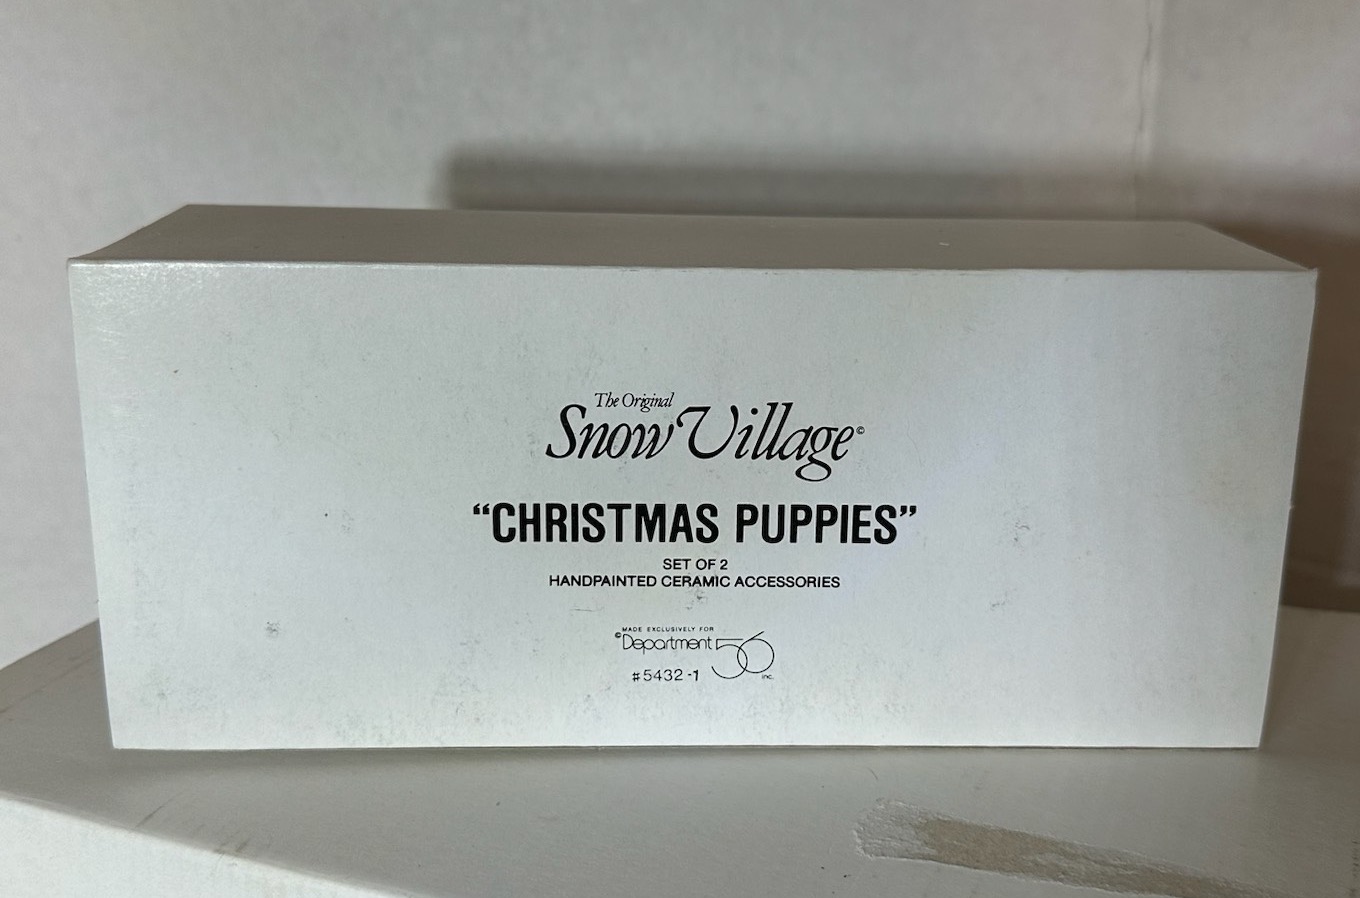 The Original
Snow Village©
“CHRISTMAS PUPPIES”
SET OF 2
HANDPAINTED CERAMIC ACCESSORIES
MADE EXCLUSIVELY FOR
©Department 56 inc.
#5432-1